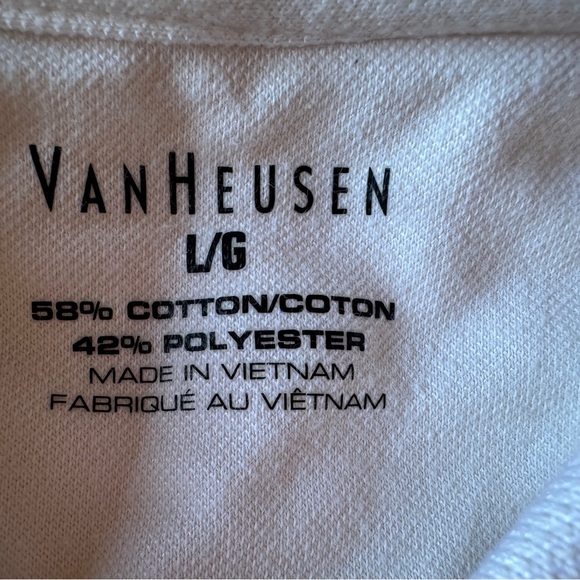 VANHEUSEN
L/G
58% COTTON/COTON
42% POLYESTER
MADE IN VIETNAM
FABRIQUÉ AU VIÊTNAM